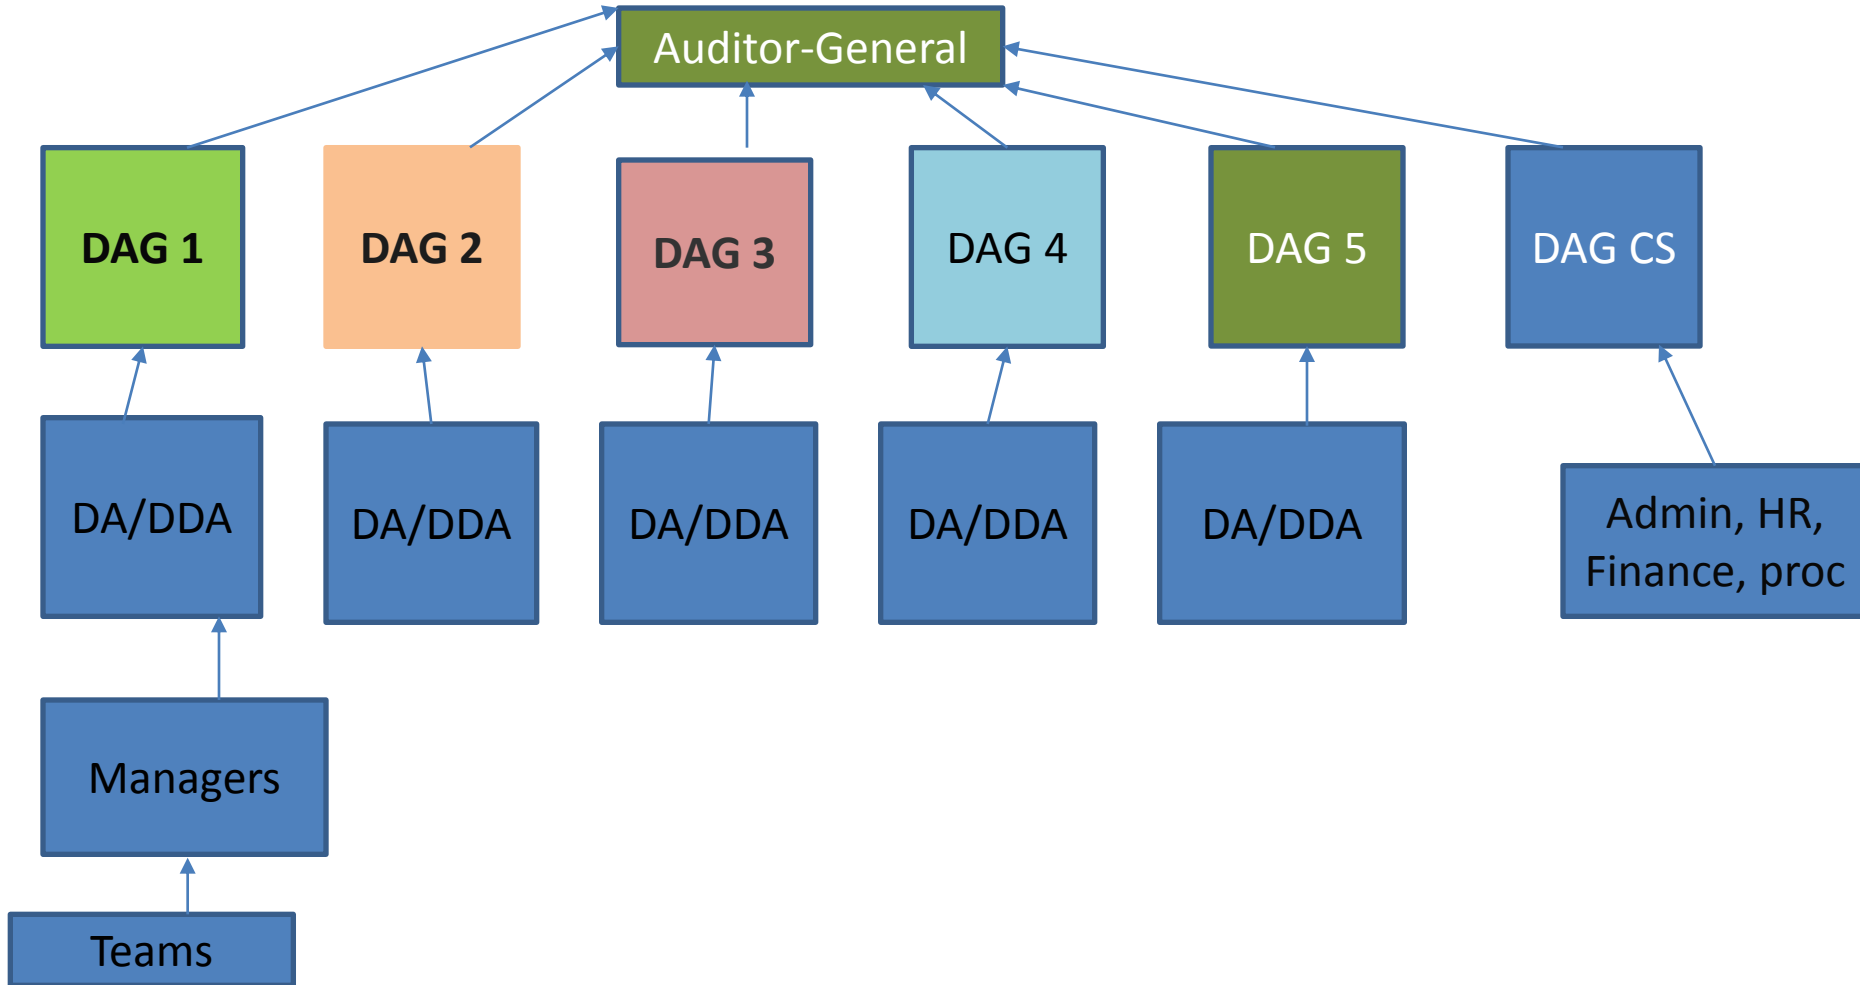 Auditor-General
DAG 1
DAG 2
DAG 3
DAG 4
DAG 5
DAG CS
DA/DDA
DA/DDA
DA/DDA
DA/DDA
DA/DDA
Admin, HR,
Finance, proc
Managers
Teams